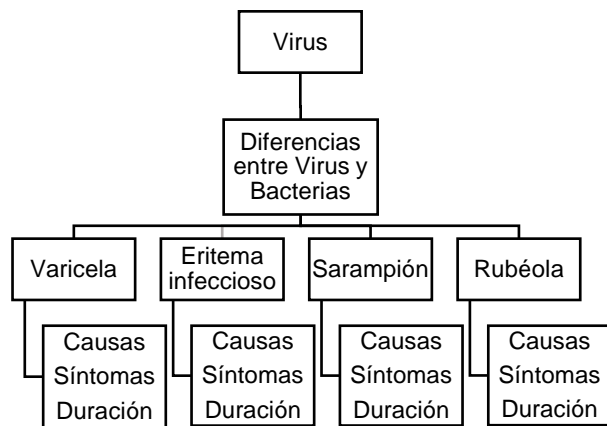 Virus
Diferencias
entre Virus y
Bacterias
Varicela
Eritema
infeccioso
Sarampión
Rubéola
Causas
Síntomas
Duración
Causas
Síntomas
Duración
Causas
Síntomas
Duración
Causas
Síntomas
Duración